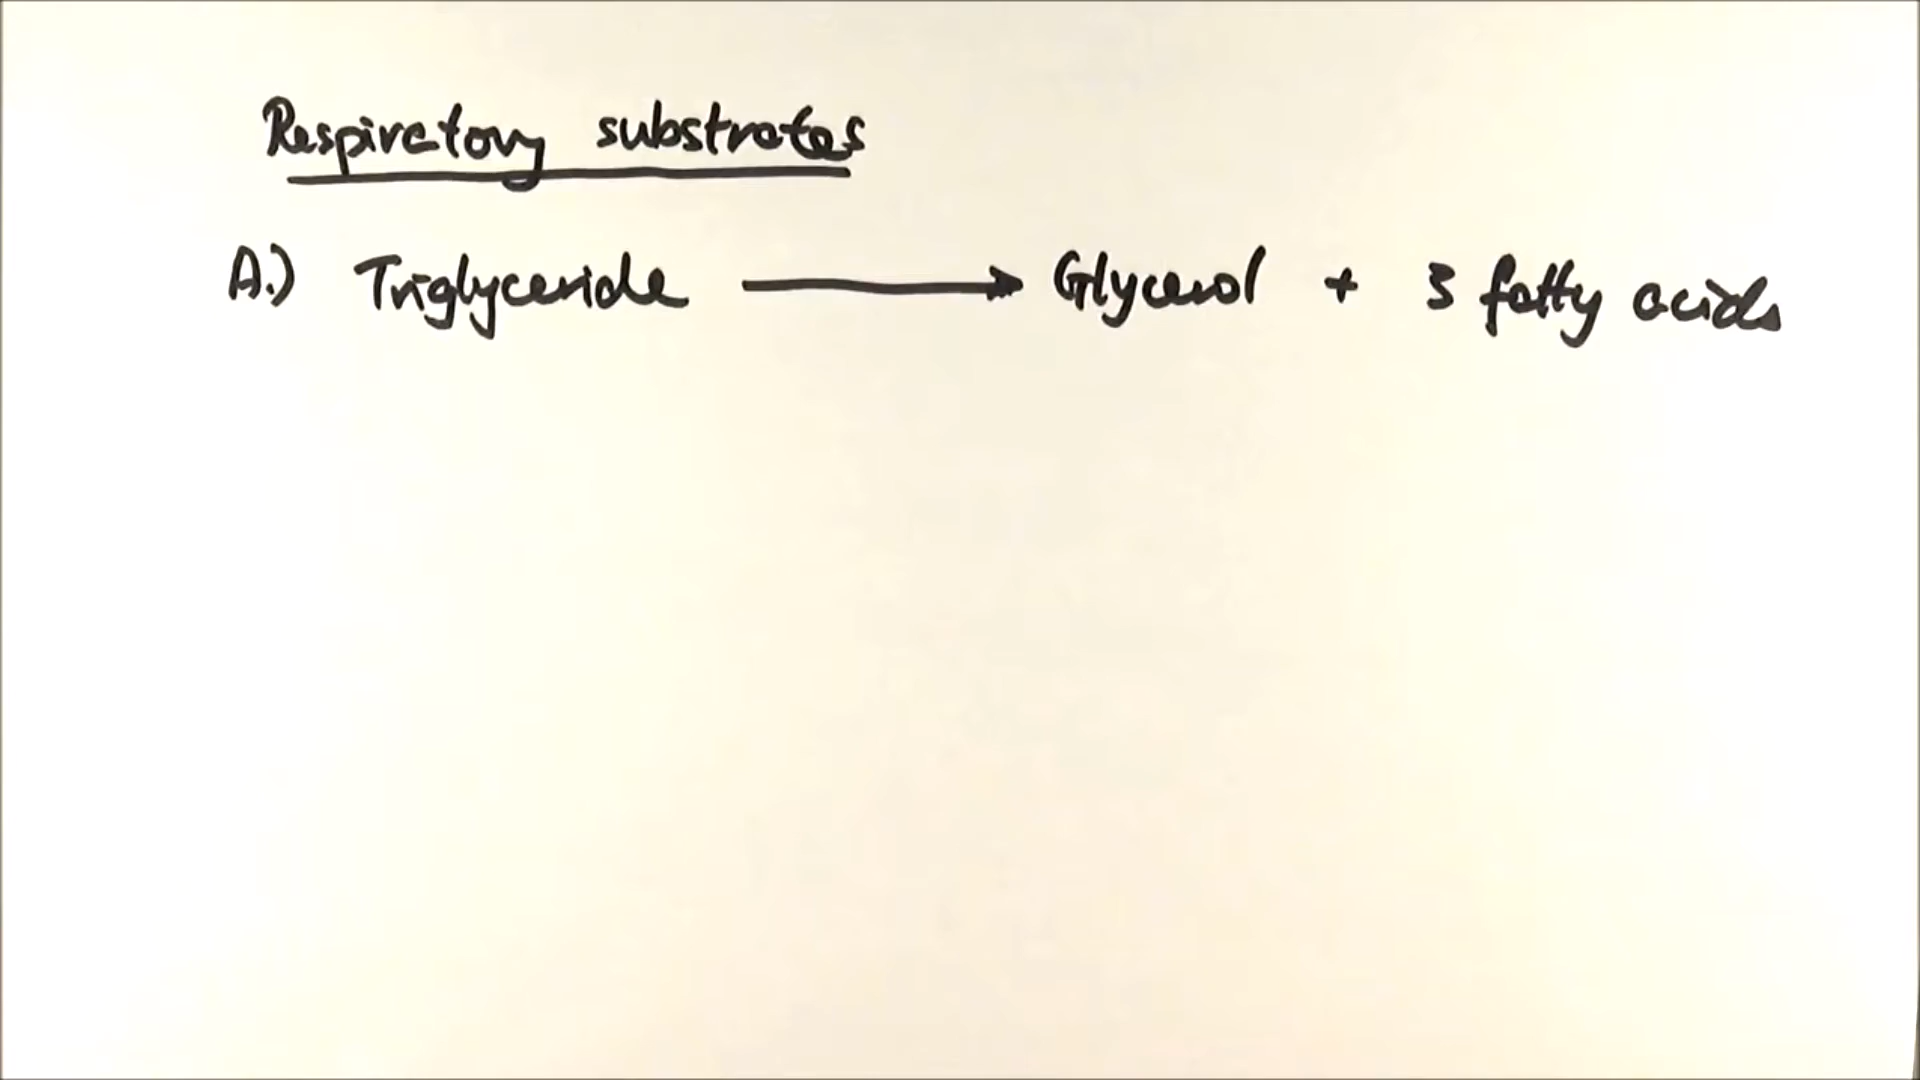 Respiratory substrates
A.) Triglyceride ⟶ Glycerol + 3 fatty acids